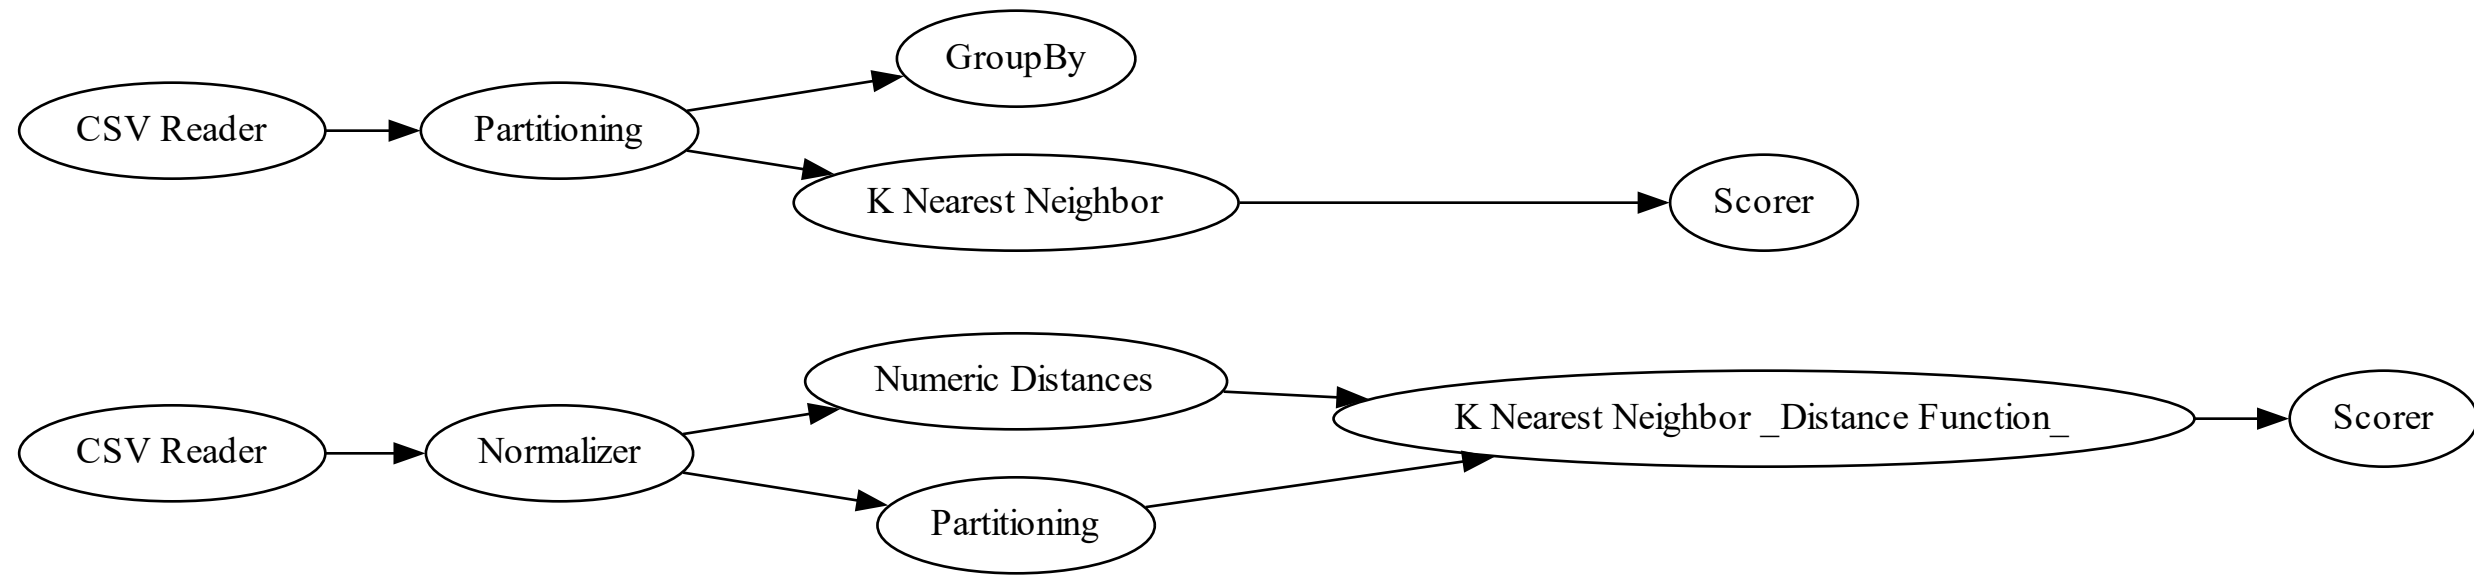 GroupBy
CSV Reader
Partitioning
K Nearest Neighbor
Scorer
Numeric Distances
K Nearest Neighbor _Distance Function_
Scorer
CSV Reader
Normalizer
Partitioning